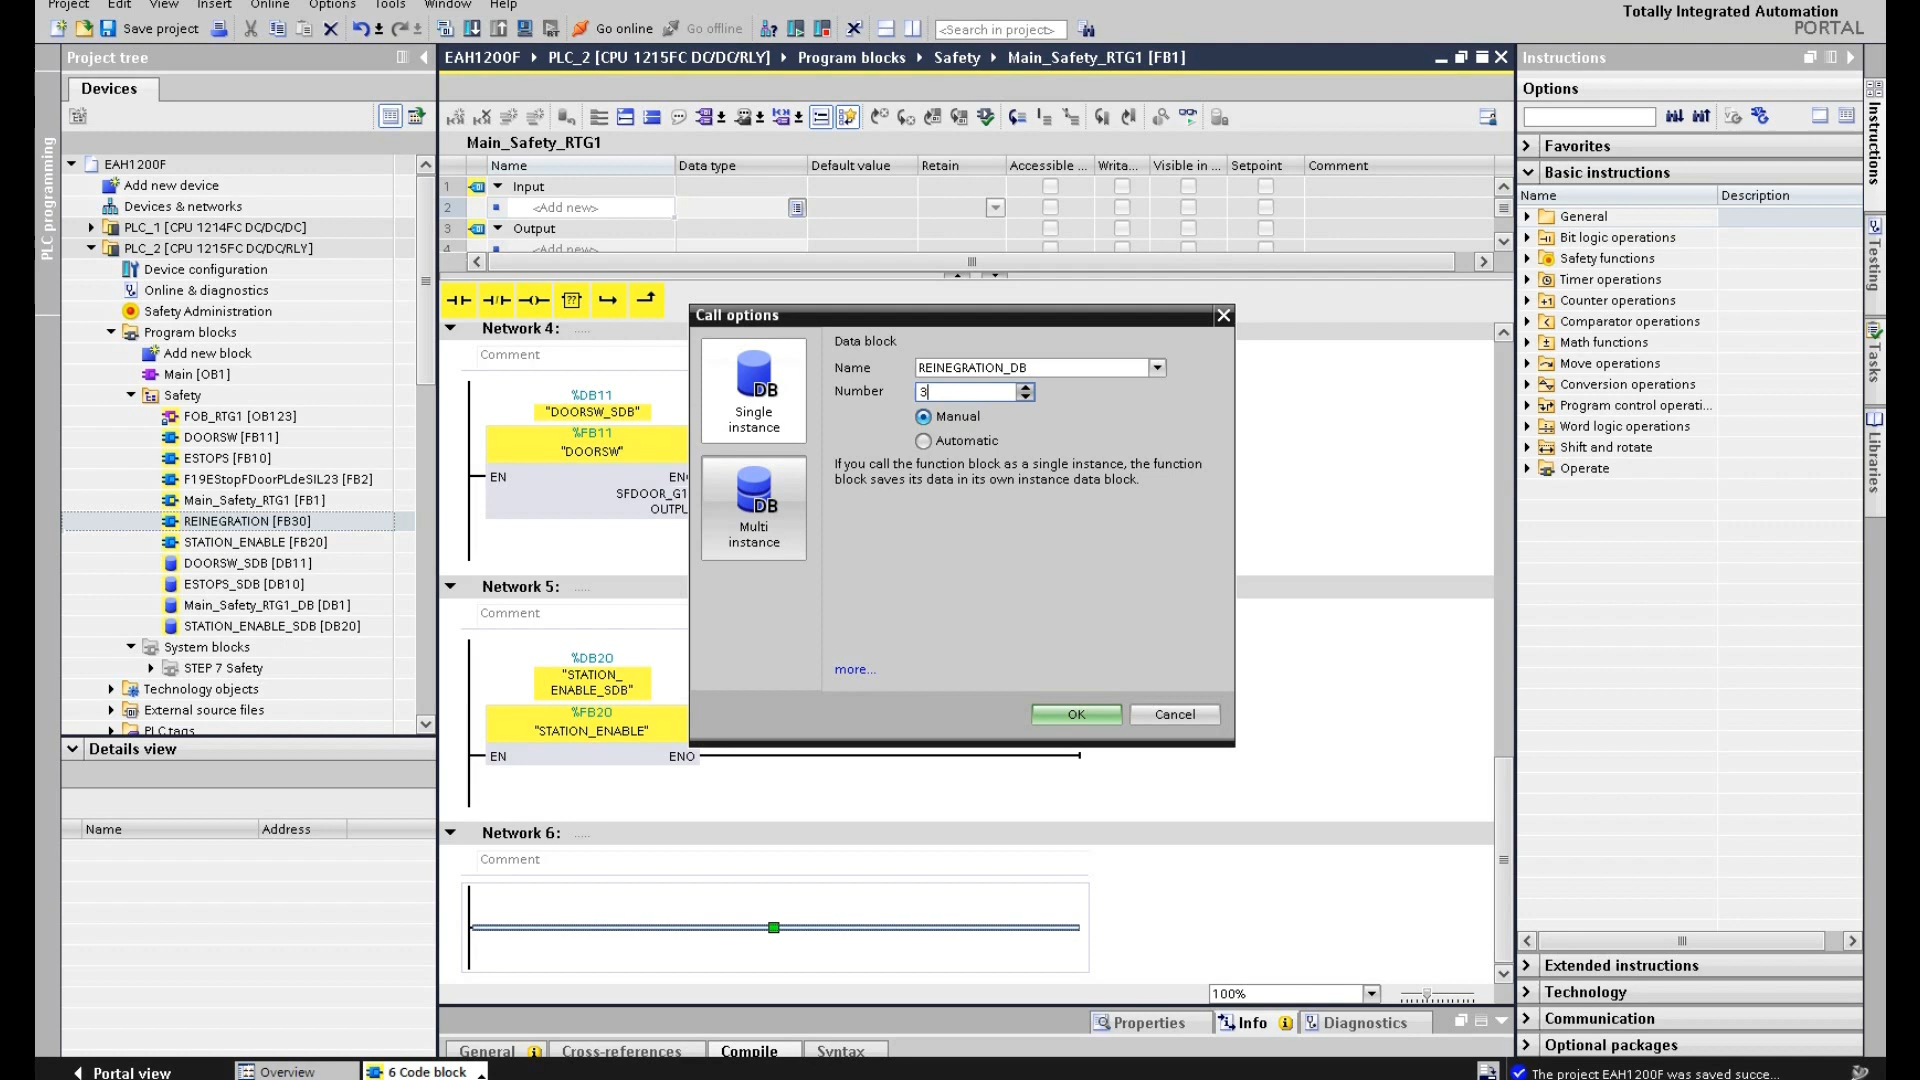 Project Edit View Insert Online Options Tools Window Help
Totally Integrated Automation
PORTAL
Save project
Go online
Go offline
<Search in project>
Project tree
EAH1200F
PLC_2 [CPU 1215FC DC/DC/RLY]
Program blocks
Safety
Main_Safety_RTG1 [FB1]
Instructions
Devices
Options
PLC programming
Main_Safety_RTG1
Name
Data type
Default value
Retain
Accessible ...
Writa...
Visible in ...
Setpoint
Comment
1
Input
2
<Add new>
3
Output
4
<Add new>
EAH1200F
Add new device
Devices & networks
PLC_1 [CPU 1214FC DC/DC/DC]
PLC_2 [CPU 1215FC DC/DC/RLY]
Device configuration
Online & diagnostics
Safety Administration
Program blocks
Add new block
Main [OB1]
Safety
FOB_RTG1 [OB123]
DOORSW [FB11]
ESTOPS [FB10]
F19EStopFDoorPLdeSIL23 [FB2]
Main_Safety_RTG1 [FB1]
REINEGRATION [FB30]
STATION_ENABLE [FB20]
DOORSW_SDB [DB11]
ESTOPS_SDB [DB10]
Main_Safety_RTG1_DB [DB1]
STATION_ENABLE_SDB [DB20]
System blocks
STEP 7 Safety
Technology objects
External source files
PLC tags
Details view
Name
Address
Network 4: .....
Comment
%DB11
"DOORSW_SDB"
%FB11
"DOORSW"
EN
SFDOOR_G1
Network 5: .....
Comment
%DB20
"STATION_
ENABLE_SDB"
%FB20
"STATION_ENABLE"
EN
ENO
Network 6: .....
Comment
100%
Call options
DB
Single
instance
DB
Multi
instance
Data block
Name
REINEGRATION_DB
Number
3
Manual
Automatic
If you call the function block as a single instance, the function
block saves its data in its own instance data block.
more...
OK
Cancel
Favorites
Basic instructions
Name
Description
General
Bit logic operations
Safety functions
Timer operations
Counter operations
Comparator operations
Math functions
Move operations
Conversion operations
Program control operati...
Word logic operations
Shift and rotate
Operate
Extended instructions
Technology
Communication
Optional packages
Instructions
Testing
Tasks
Libraries
Properties
Info
Diagnostics
General
Cross-references
Compile
Syntax
Portal view
Overview
6 Code block
The project EAH1200F was saved succe...